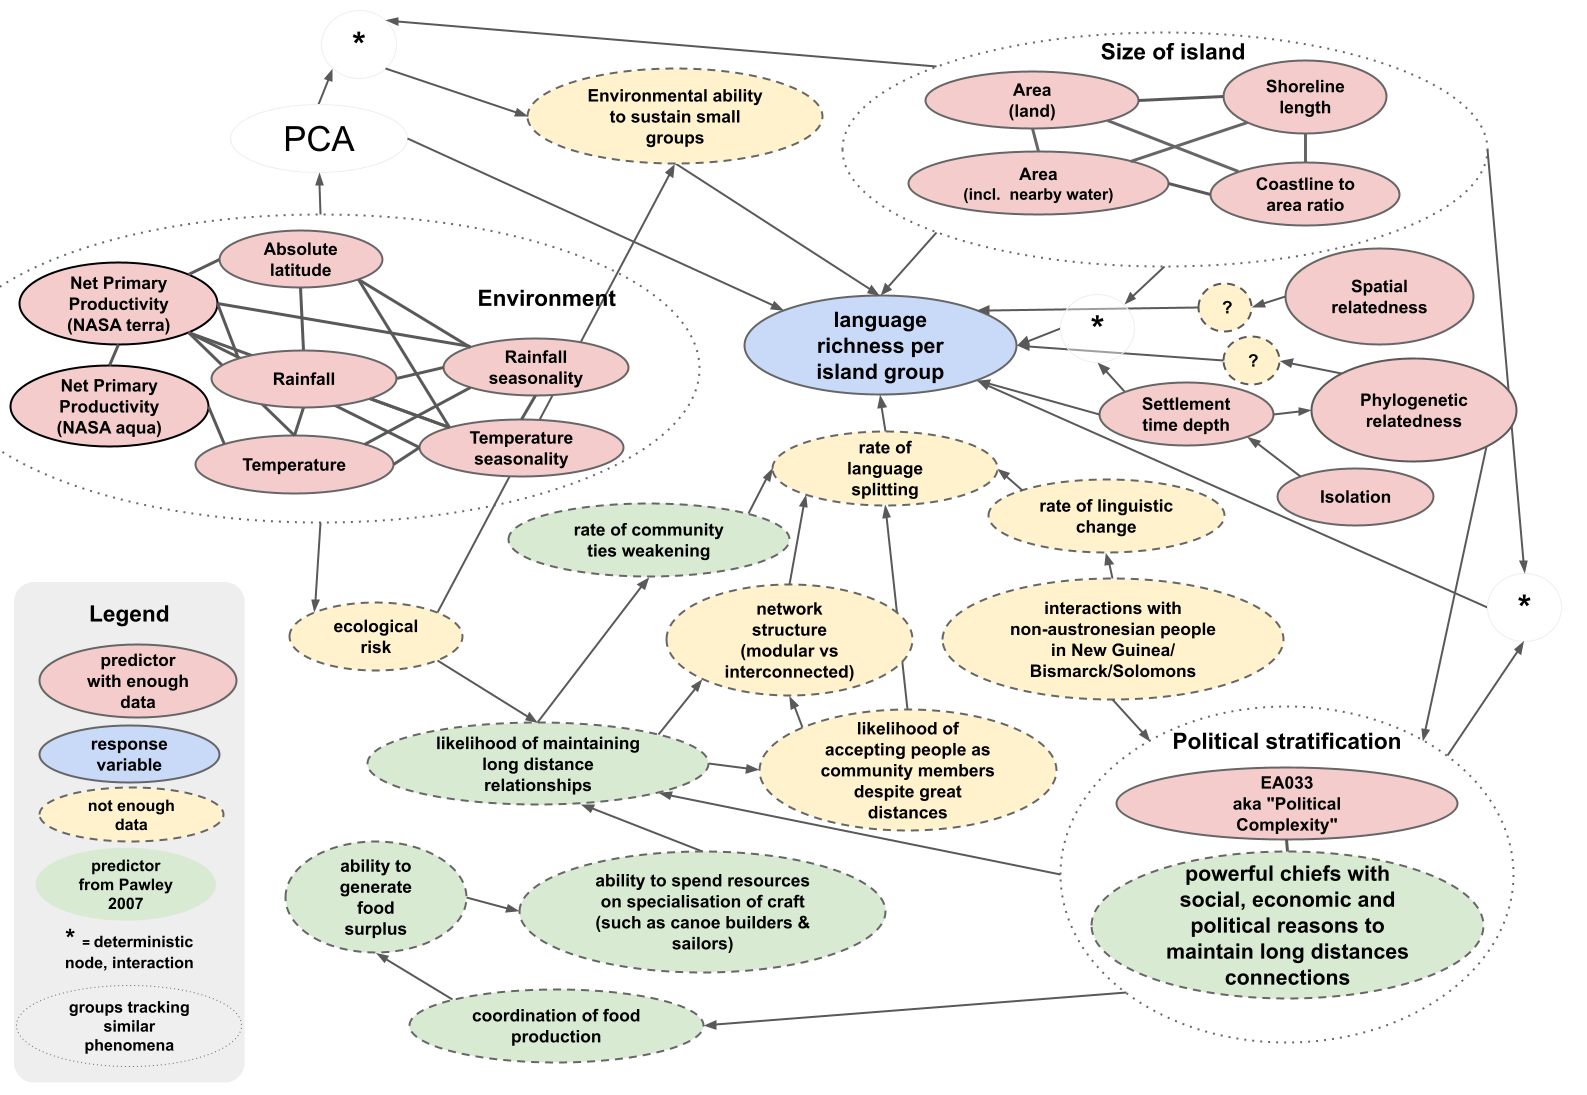 *
Size of island
Environmental ability
to sustain small
groups
Area
(land)
Shoreline
length
PCA
Area
(incl. nearby water)
Coastline to
area ratio
Absolute
latitude
Net Primary
Productivity
(NASA terra)
Environment
Spatial
relatedness
?
*
language
richness per
island group
Rainfall
seasonality
?
Rainfall
Net Primary
Productivity
(NASA aqua)
Settlement
time depth
Phylogenetic
relatedness
Temperature
seasonality
Temperature
rate of
language
splitting
Isolation
rate of linguistic
change
rate of community
ties weakening
*
Legend
ecological
risk
network
structure
(modular vs
interconnected)
interactions with
non-austronesian people
in New Guinea/
Bismarck/Solomons
predictor
with enough
data
response
variable
likelihood of maintaining
long distance
relationships
likelihood of
accepting people as
community members
despite great
distances
Political stratification
EA033
aka "Political
Complexity"
not enough
data
predictor
from Pawley
2007
ability to
generate
food
surplus
ability to spend resources
on specialisation of craft
(such as canoe builders &
sailors)
powerful chiefs with
social, economic and
political reasons to
maintain long distances
connections
* = deterministic
node, interaction
groups tracking
similar
phenomena
coordination of food
production